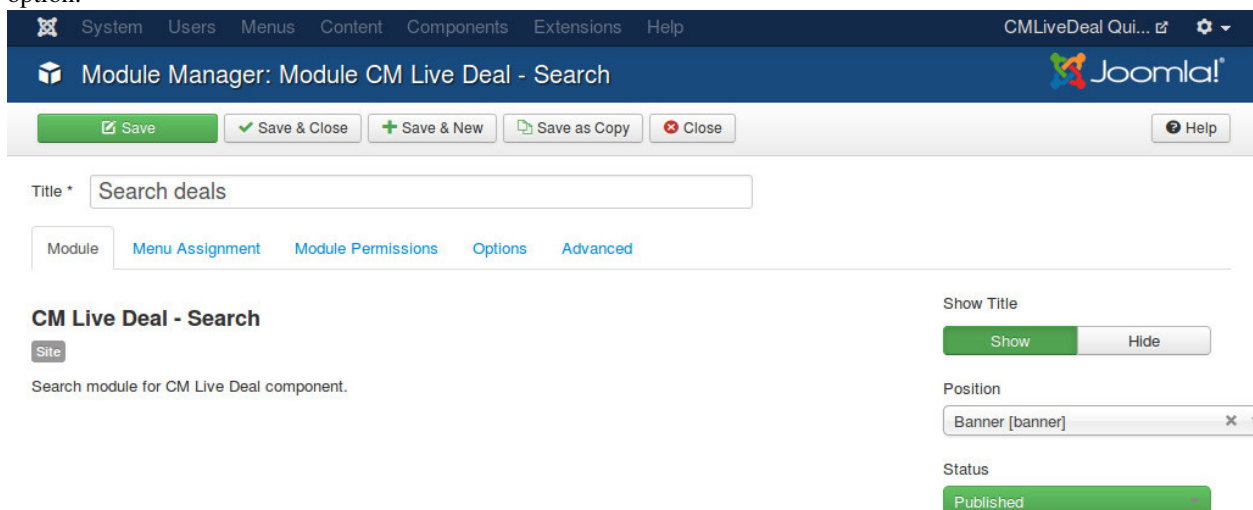 option.
System Users Menus Content Components Extensions Help CMLiveDeal Qui...
Module Manager: Module CM Live Deal - Search Joomla!®
Save Save & Close Save & New Save as Copy Close Help
Title * Search deals
Module Menu Assignment Module Permissions Options Advanced
CM Live Deal - Search
Site
Search module for CM Live Deal component.
Show Title
Show Hide
Position
Banner [banner]
Status
Published